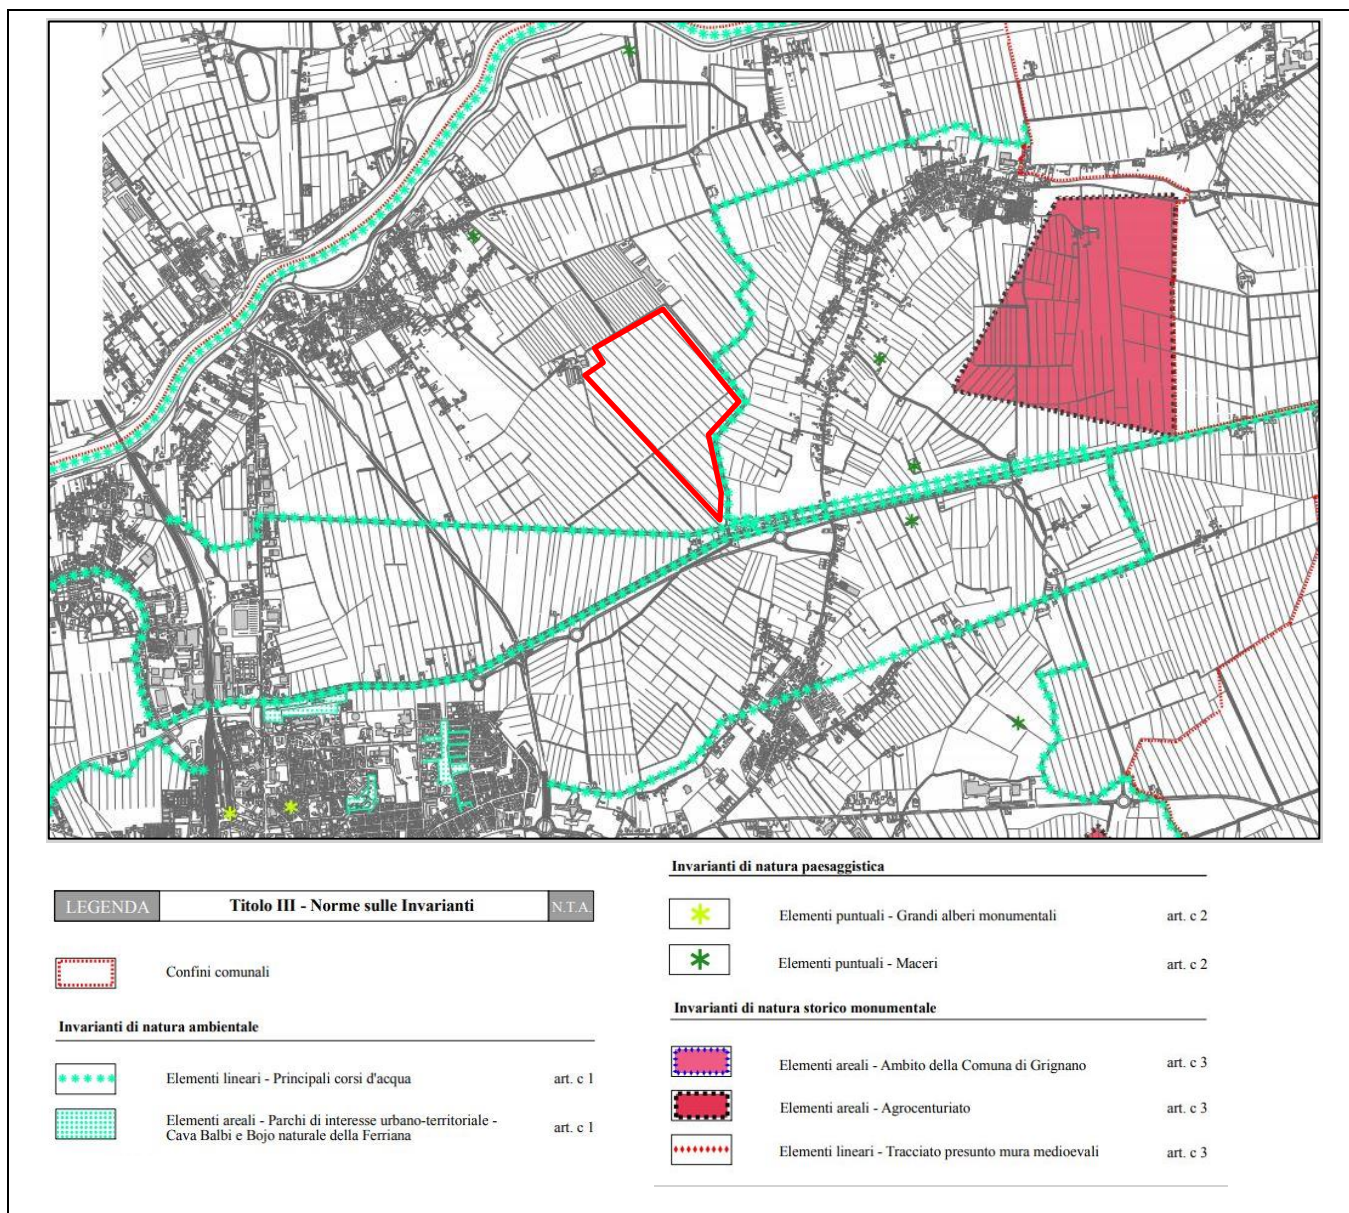 LEGENDA Titolo III - Norme sulle Invarianti N.T.A.
Confini comunali
Invarianti di natura ambientale
Elementi lineari - Principali corsi d'acqua art. c 1
Elementi areali - Parchi di interesse urbano-territoriale -
Cava Balbi e Bojo naturale della Ferriana art. c 1
Invarianti di natura paesaggistica
Elementi puntuali - Grandi alberi monumentali art. c 2
Elementi puntuali - Maceri art. c 2
Invarianti di natura storico monumentale
Elementi areali - Ambito della Comuna di Grignano art. c 3
Elementi areali - Agrocenturiato art. c 3
Elementi lineari - Tracciato presunto mura medioevali art. c 3